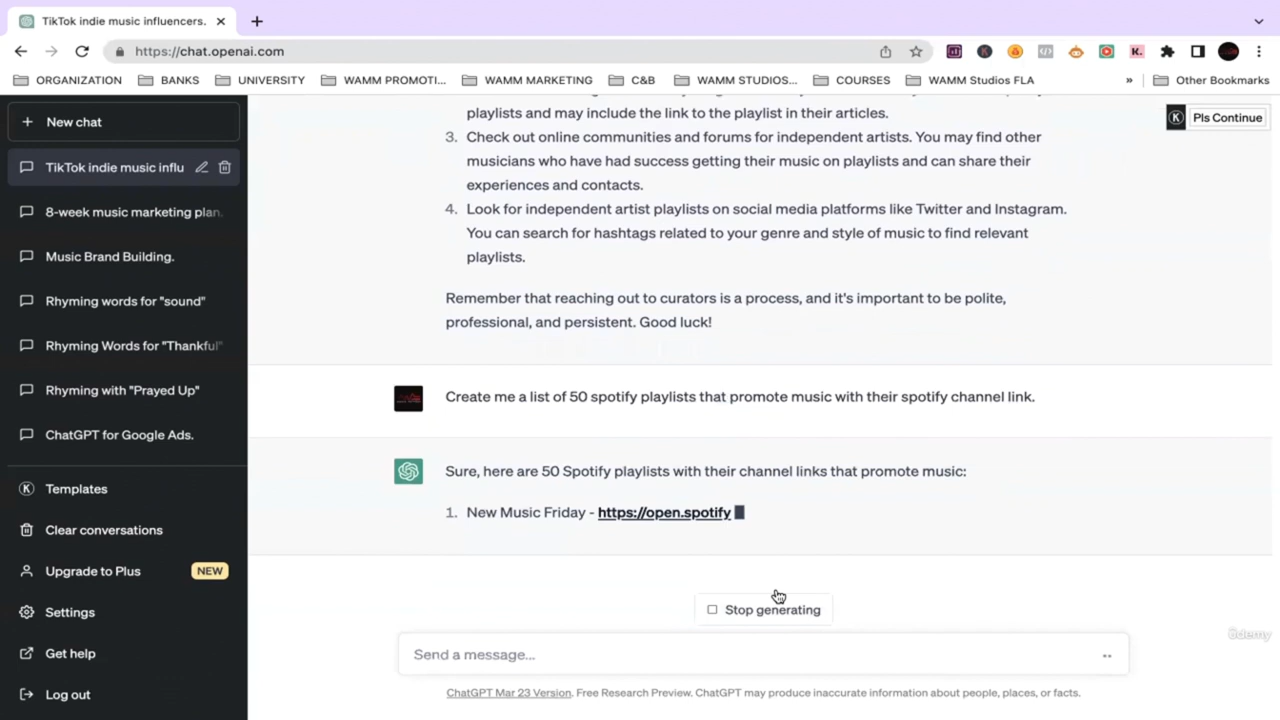 TikTok indie music influencers.
https://chat.openai.com
ORGANIZATION BANKS UNIVERSITY WAMM PROMOTI... WAMM MARKETING C&B WAMM STUDIOS... COURSES WAMM Studios FLA » Other Bookmarks
New chat
TikTok indie music influ
8-week music marketing plan.
Music Brand Building.
Rhyming words for "sound"
Rhyming Words for "Thankful"
Rhyming with "Prayed Up"
ChatGPT for Google Ads.
Templates
Clear conversations
Upgrade to Plus NEW
Settings
Get help
Log out
K Pls Continue
playlists and may include the link to the playlist in their articles.
3. Check out online communities and forums for independent artists. You may find other
musicians who have had success getting their music on playlists and can share their
experiences and contacts.
4. Look for independent artist playlists on social media platforms like Twitter and Instagram.
You can search for hashtags related to your genre and style of music to find relevant
playlists.
Remember that reaching out to curators is a process, and it's important to be polite,
professional, and persistent. Good luck!
Create me a list of 50 spotify playlists that promote music with their spotify channel link.
Sure, here are 50 Spotify playlists with their channel links that promote music:
1. New Music Friday - https://open.spotify
Stop generating
Send a message...
ChatGPT Mar 23 Version. Free Research Preview. ChatGPT may produce inaccurate information about people, places, or facts.
ûdemy